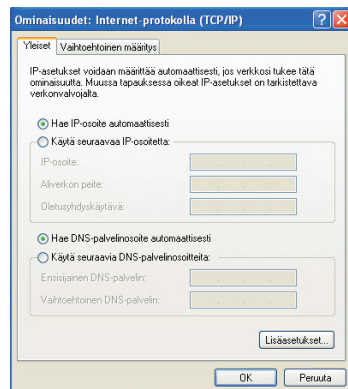 Ominaisuudet: Internet-protokolla (TCP/IP)
Yleiset Vaihtoehtoinen määritys
IP-asetukset voidaan määrittää automaattisesti, jos verkkosi tukee tätä
ominaisuutta. Muussa tapauksessa oikeat IP-asetukset on tarkistettava
verkonvalvojalta.
Hae IP-osoite automaattisesti
Käytä seuraavaa IP-osoitetta:
IP-osoite:
Aliverkon peite:
Oletusyhdyskäytävä:
Hae DNS-palvelinosoite automaattisesti
Käytä seuraavia DNS-palvelinosoitteita:
Ensisijainen DNS-palvelin:
Vaihtoehtoinen DNS-palvelin:
Lisäasetukset...
OK Peruuta